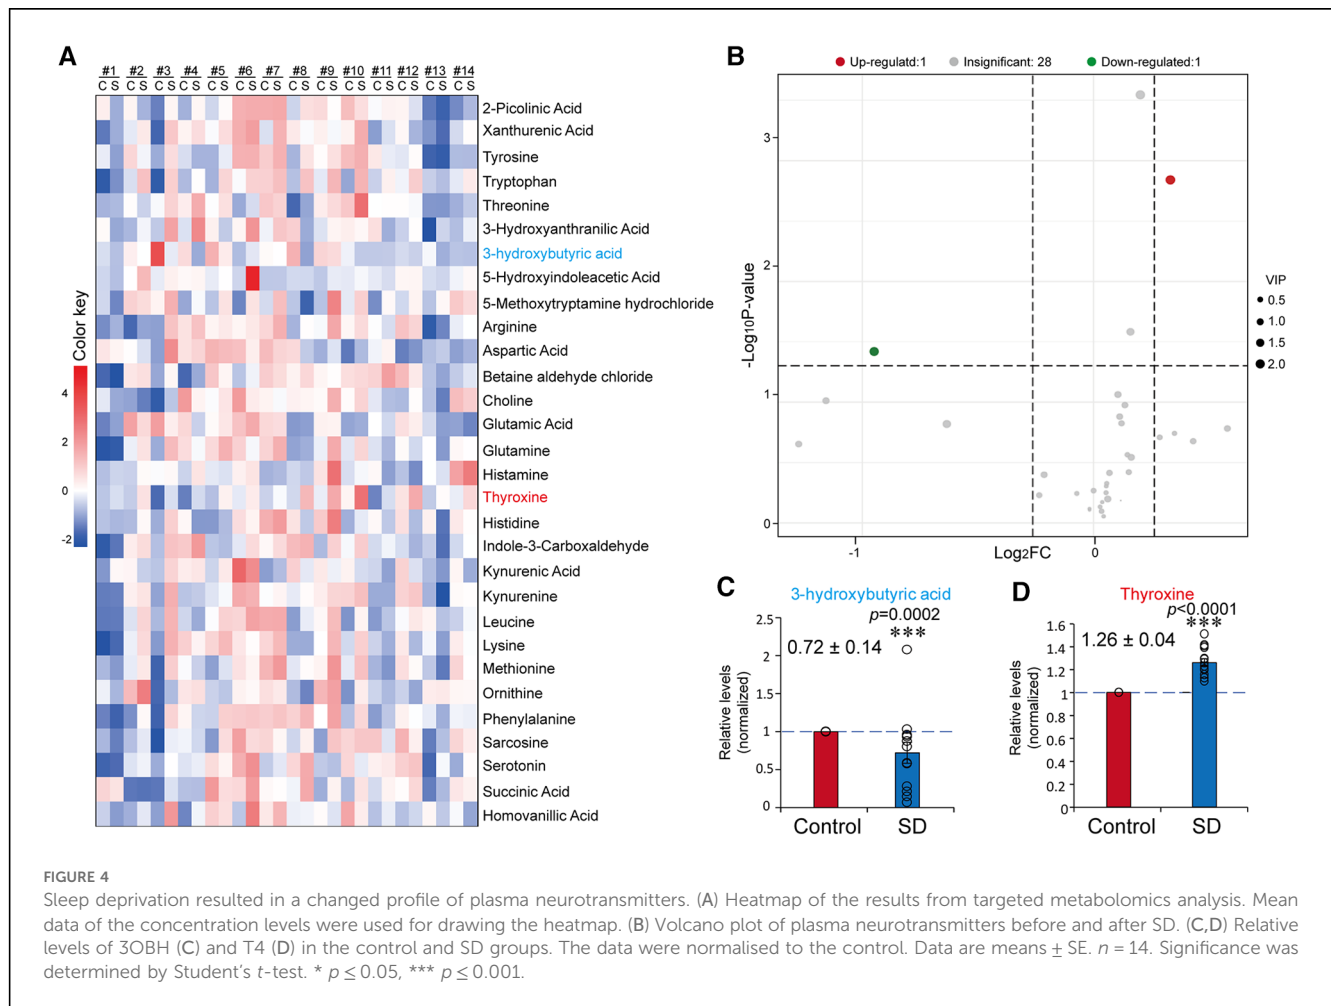 A
#1 #2 #3 #4 #5 #6 #7 #8 #9 #10 #11 #12 #13 #14
C S C S C S C S C S C S C S C S C S C S C S C S C S C S
2-Picolinic Acid
Xanthurenic Acid
Tyrosine
Tryptophan
Threonine
3-Hydroxyanthranilic Acid
3-hydroxybutyric acid
5-Hydroxyindoleacetic Acid
5-Methoxytryptamine hydrochloride
Arginine
Aspartic Acid
Betaine aldehyde chloride
Choline
Glutamic Acid
Glutamine
Histamine
Thyroxine
Histidine
Indole-3-Carboxaldehyde
Kynurenic Acid
Kynurenine
Leucine
Lysine
Methionine
Ornithine
Phenylalanine
Sarcosine
Serotonin
Succinic Acid
Homovanillic Acid
Color key
4
2
0
-2
B
Up-regulatd:1 Insignificant: 28 Down-regulated:1
-Log10P-value
3
2
1
0
-1 0
Log2FC
VIP
0.5
1.0
1.5
2.0
C
3-hydroxybutyric acid
p=0.0002
***
0.72 ± 0.14
Relative levels
(normalized)
2.5
2
1.5
1
0.5
0
Control SD
D
Thyroxine
p<0.0001
***
1.26 ± 0.04
Relative levels
(normalized)
1.6
1.4
1.2
1
0.8
0.6
0.4
0.2
0
Control SD
FIGURE 4
Sleep deprivation resulted in a changed profile of plasma neurotransmitters. (A) Heatmap of the results from targeted metabolomics analysis. Mean
data of the concentration levels were used for drawing the heatmap. (B) Volcano plot of plasma neurotransmitters before and after SD. (C,D) Relative
levels of 3OBH (C) and T4 (D) in the control and SD groups. The data were normalised to the control. Data are means ± SE. n = 14. Significance was
determined by Student's t-test. * p ≤ 0.05, *** p ≤ 0.001.